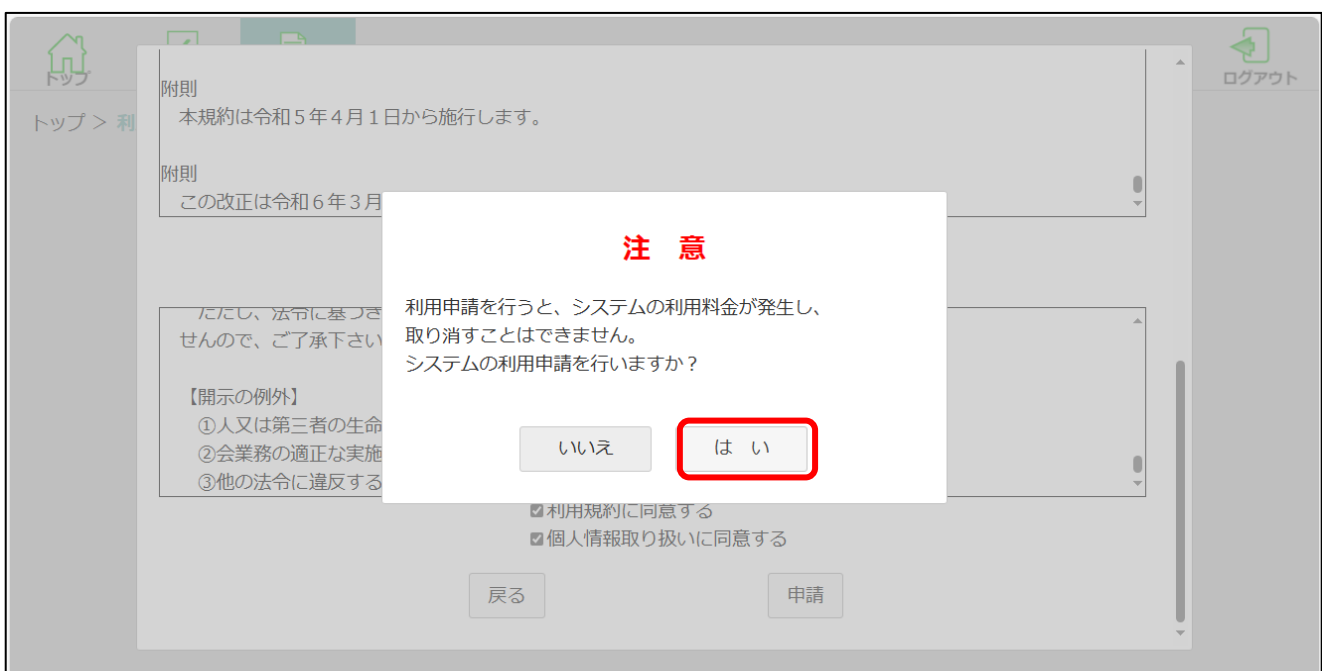 トップ
ログアウト
トップ > 利
附則
本規約は令和５年４月１日から施行します。
附則
この改正は令和６年３月
注　意
利用申請を行うと、システムの利用料金が発生し、
取り消すことはできません。
システムの利用申請を行いますか？
いいえ
は　い
ただし、法令に基づき
せんので、ご了承下さい
【開示の例外】
①人又は第三者の生命
②会業務の適正な実施
③他の法令に違反する
利用規約に同意する
個人情報取り扱いに同意する
戻る
申請